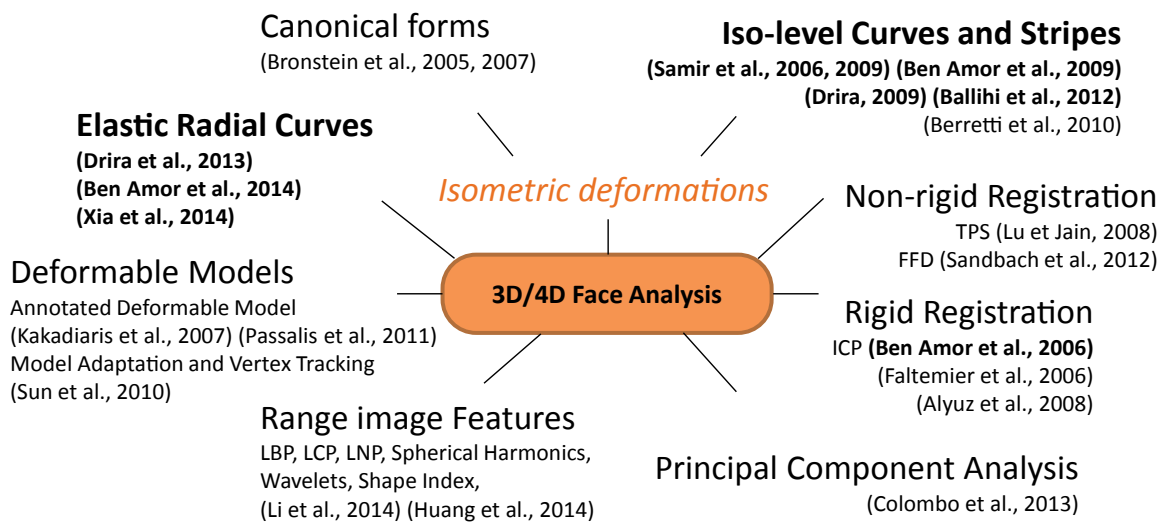 Canonical forms
(Bronstein et al., 2005, 2007)
Iso-level Curves and Stripes
(Samir et al., 2006, 2009) (Ben Amor et al., 2009)
(Drira, 2009) (Ballihi et al., 2012)
(Berretti et al., 2010)
Elastic Radial Curves
(Drira et al., 2013)
(Ben Amor et al., 2014)
(Xia et al., 2014)
Isometric deformations
Non-rigid Registration
TPS (Lu et Jain, 2008)
FFD (Sandbach et al., 2012)
Deformable Models
Annotated Deformable Model
(Kakadiaris et al., 2007) (Passalis et al., 2011)
Model Adaptation and Vertex Tracking
(Sun et al., 2010)
3D/4D Face Analysis
Rigid Registration
ICP (Ben Amor et al., 2006)
(Faltemier et al., 2006)
(Alyuz et al., 2008)
Range image Features
LBP, LCP, LNP, Spherical Harmonics,
Wavelets, Shape Index,
(Li et al., 2014) (Huang et al., 2014)
Principal Component Analysis
(Colombo et al., 2013)